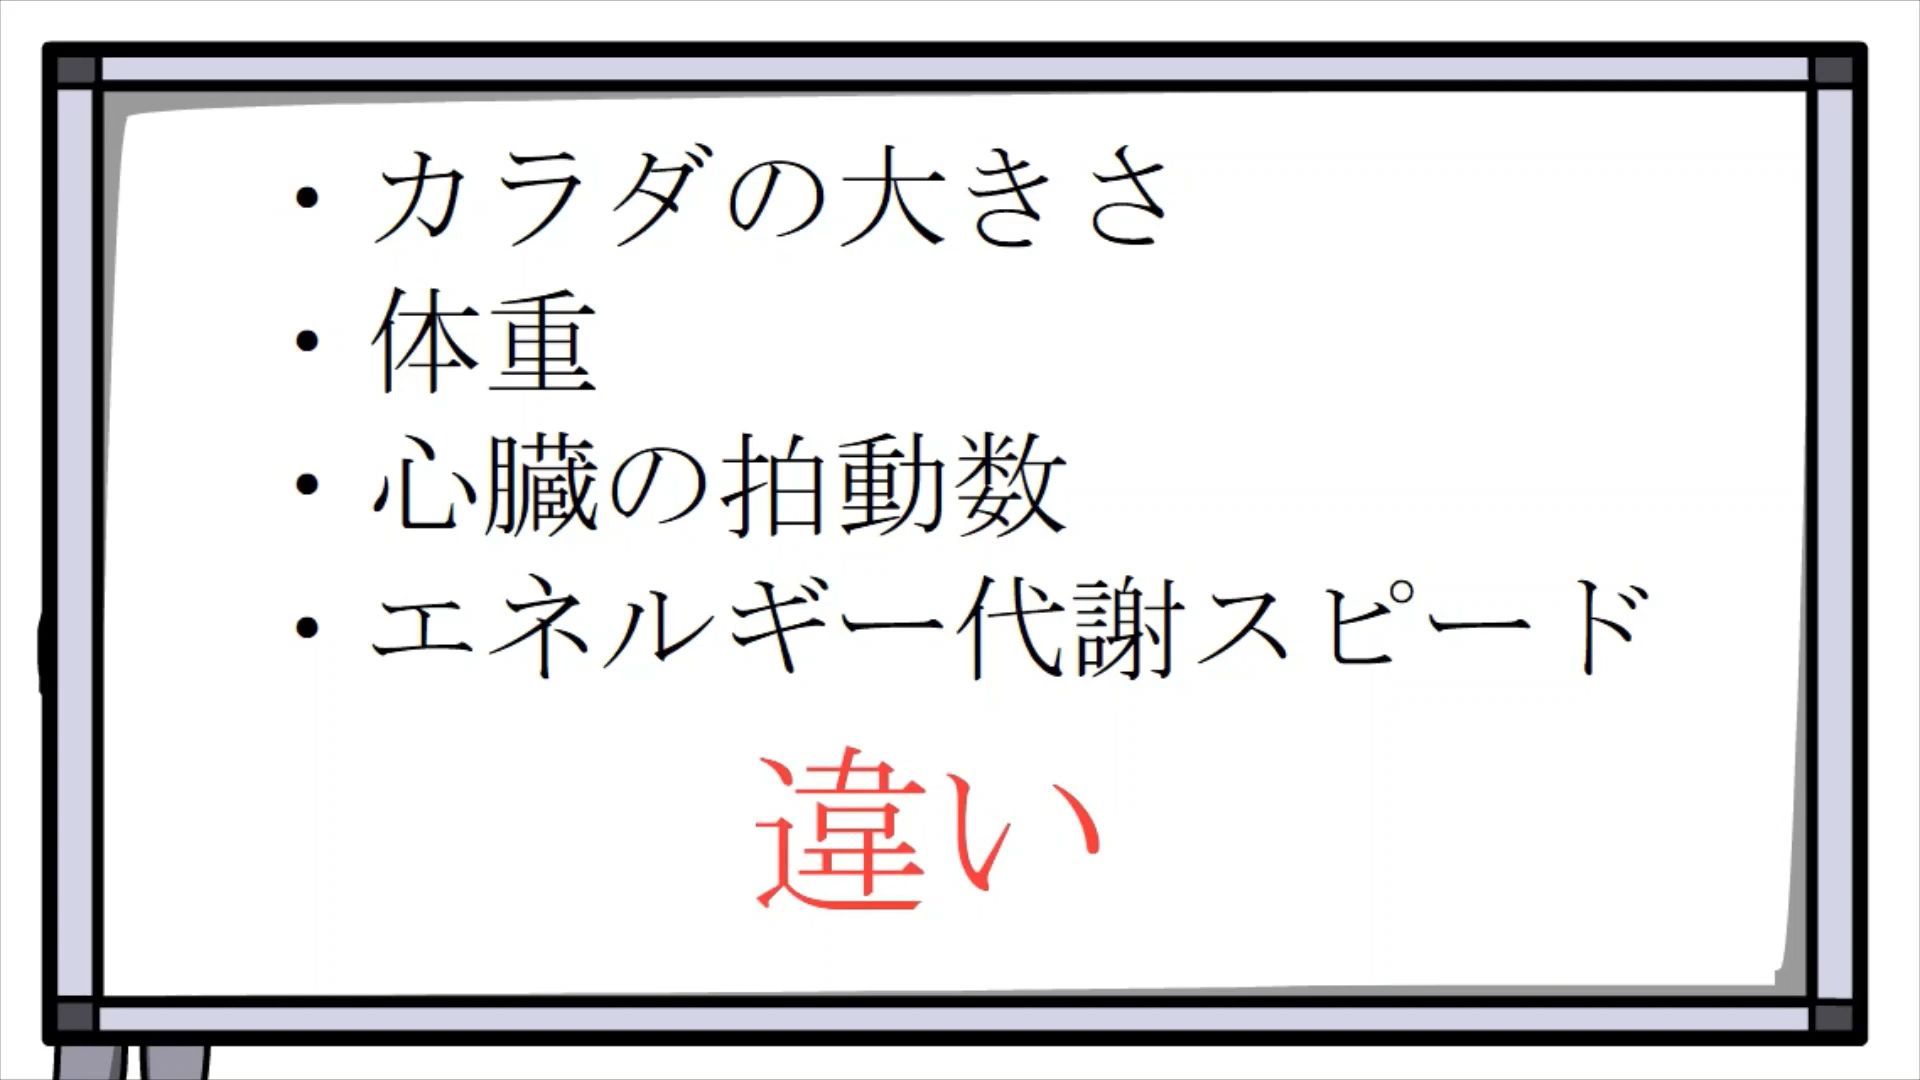 ・カラダの大きさ
・体重
・心臓の拍動数
・エネルギー代謝スピード
違い